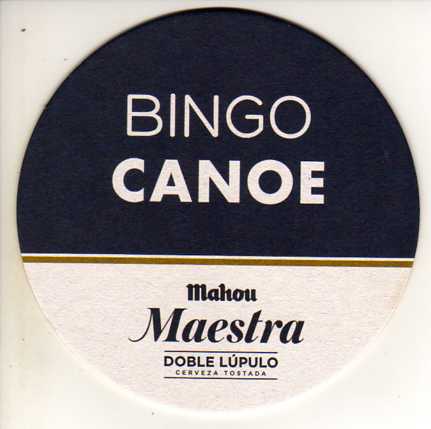 BINGO
CANOE
Mahou
Maestra
DOBLE LÚPULO
CERVEZA TOSTADA